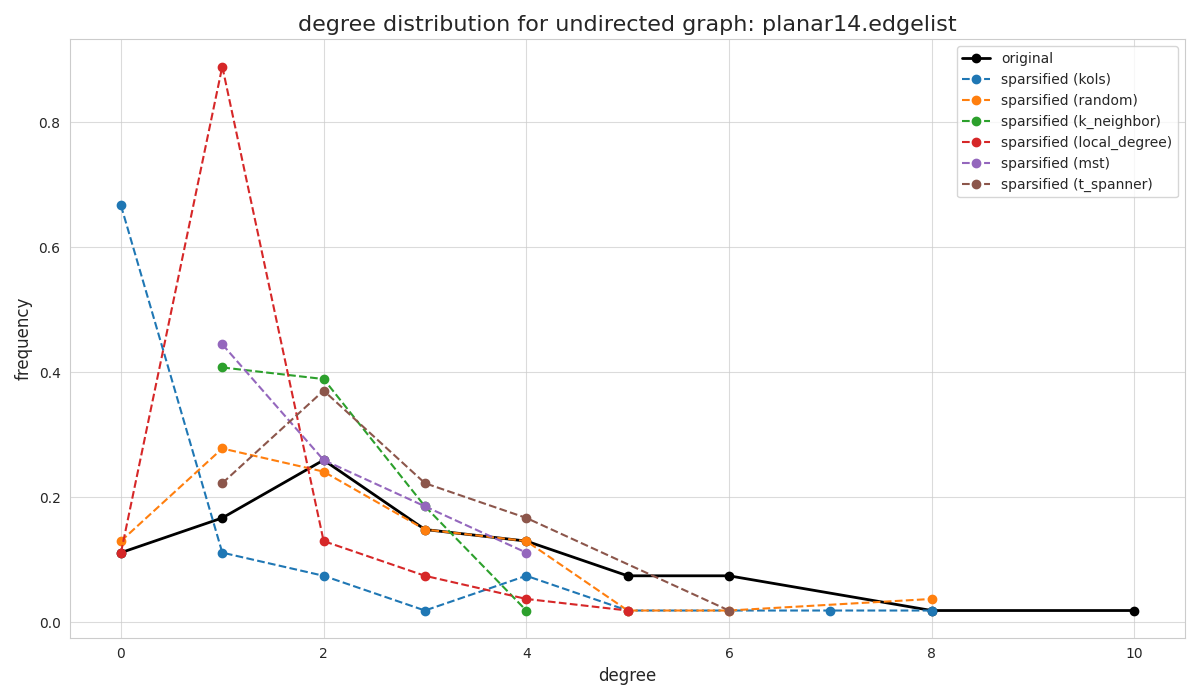 degree distribution for undirected graph: planar14.edgelist
original
sparsified (kols)
sparsified (random)
sparsified (k_neighbor)
sparsified (local_degree)
sparsified (mst)
sparsified (t_spanner)
frequency
0.8
0.6
0.4
0.2
0.0
0 2 4 6 8 10
degree